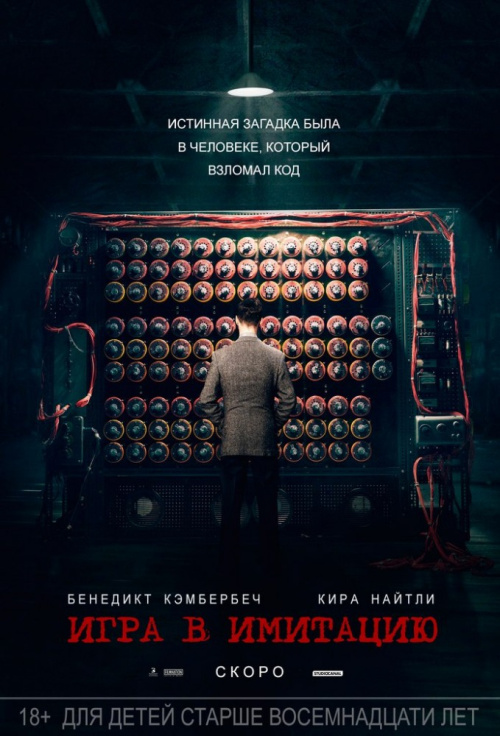 ИСТИННАЯ ЗАГАДКА БЫЛА
В ЧЕЛОВЕКЕ, КОТОРЫЙ
ВЗЛОМАЛ КОД
БЕНЕДИКТ КЭМБЕРБЕЧ КИРА НАЙТЛИ
ИГРА В ИМИТАЦИЮ
СКОРО STUDIOCANAL
18+ ДЛЯ ДЕТЕЙ СТАРШЕ ВОСЕМНАДЦАТИ ЛЕТ